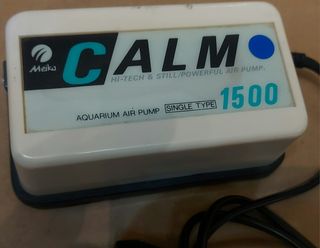 Meiko
CALM
HI-TECH & STILL/POWERFUL AIR PUMP.
AQUARIUM AIR PUMP SINGLE TYPE 1500